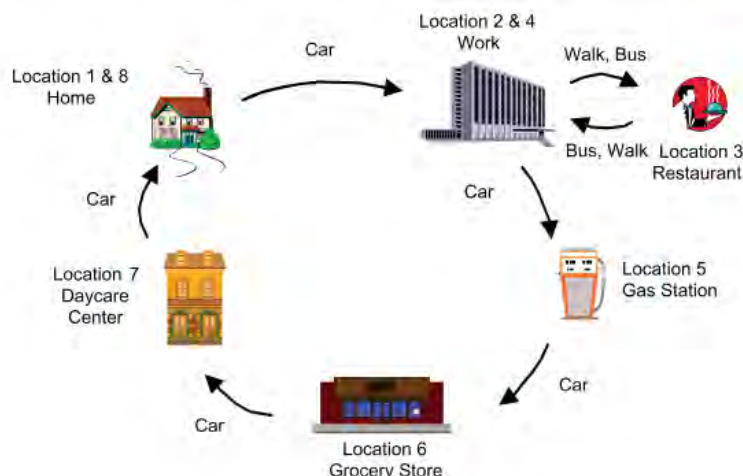 Location 1 & 8
Home
Car
Location 2 & 4
Work
Walk, Bus
Bus, Walk
Location 3
Restaurant
Car
Location 5
Gas Station
Car
Location 6
Grocery Store
Car
Location 7
Daycare
Center
Car